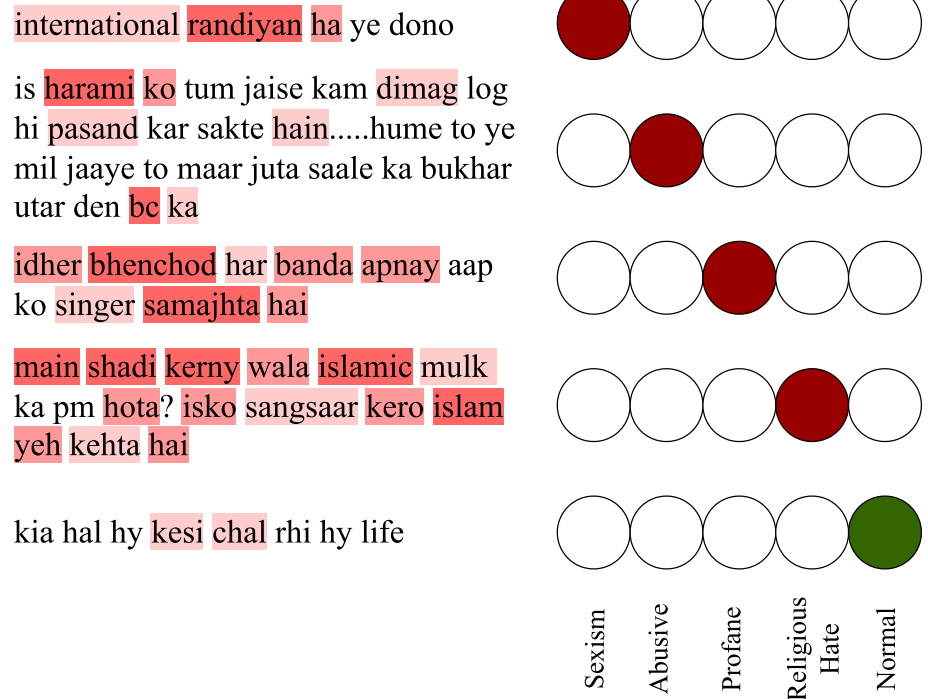 international randiyan ha ye dono
is harami ko tum jaise kam dimag log
hi pasand kar sakte hain.....hume to ye
mil jaaye to maar juta saale ka bukhar
utar den bc ka
idher bhenchod har banda apnay aap
ko singer samajhta hai
main shadi kerny wala islamic mulk
ka pm hota? isko sangsaar kero islam
yeh kehta hai
kia hal hy kesi chal rhi hy life
Sexism
Abusive
Profane
Religious
Hate
Normal